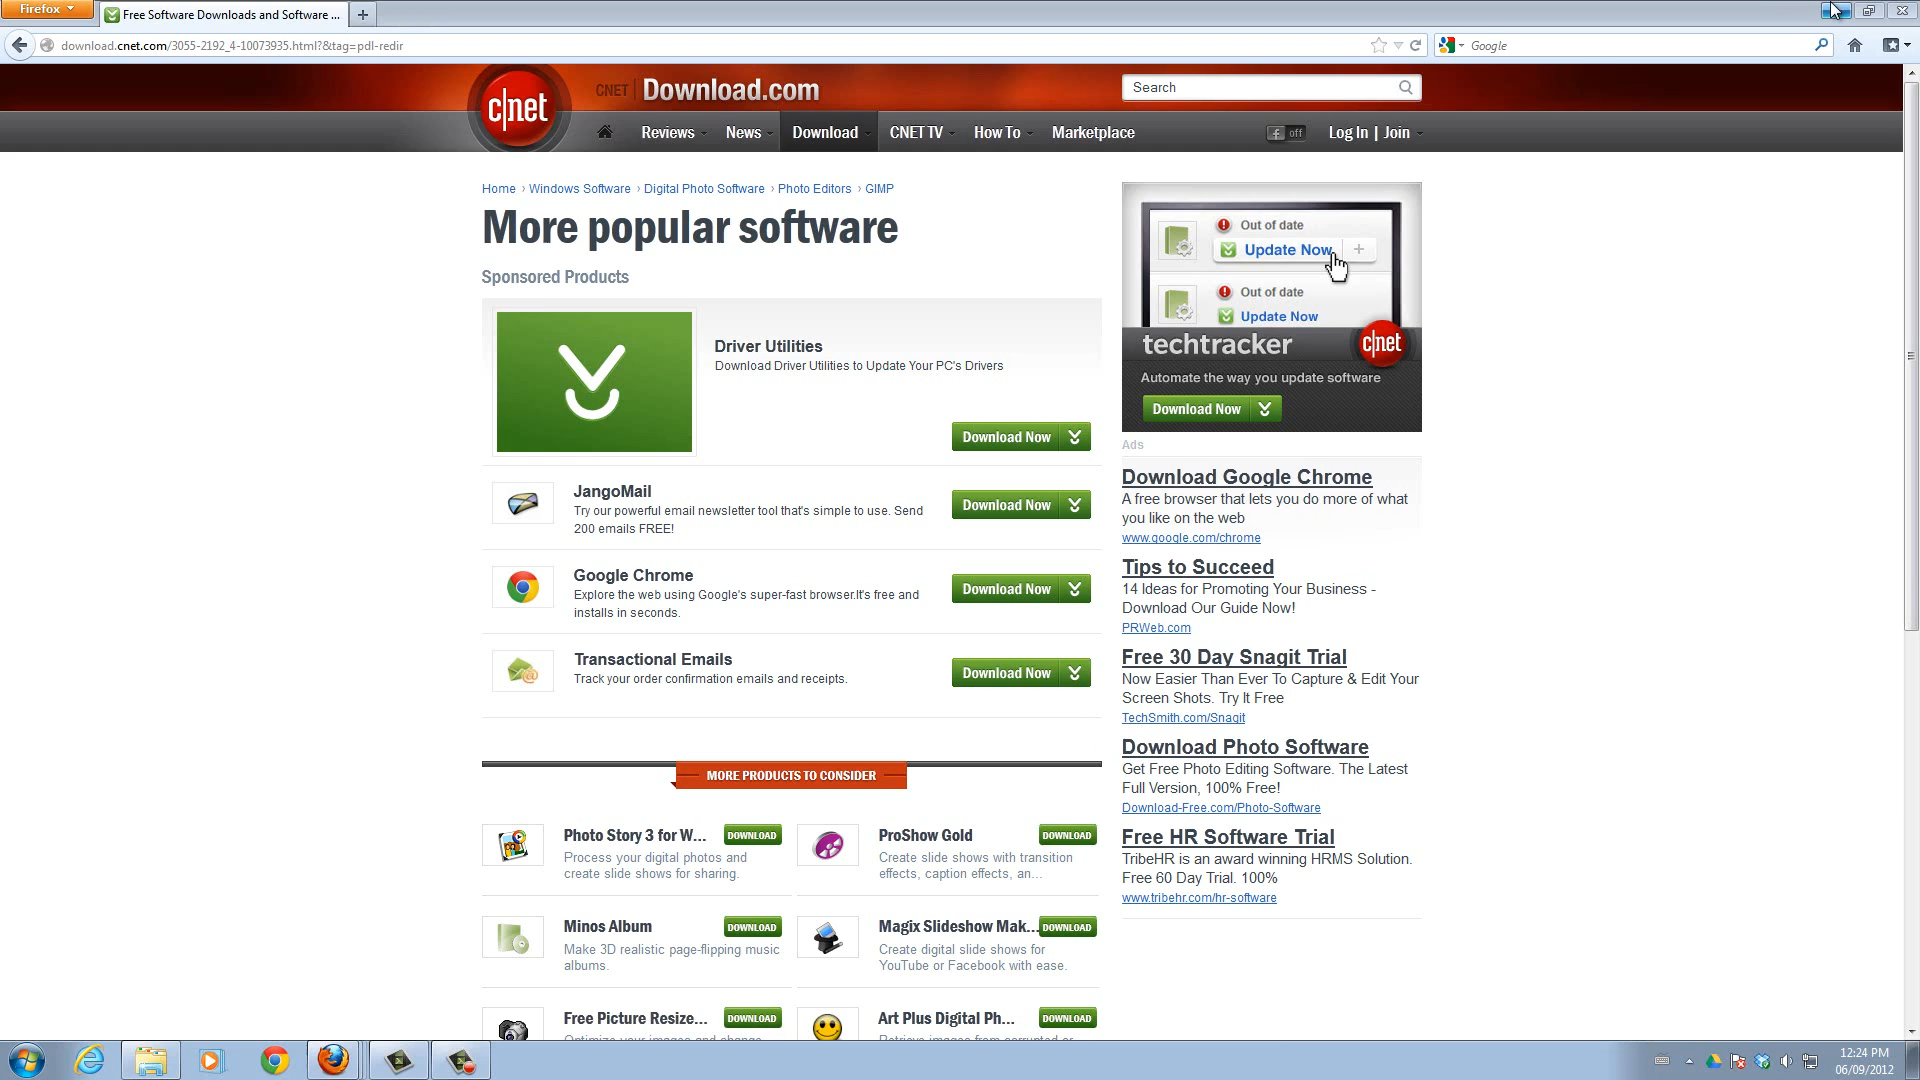 Firefox
Free Software Downloads and Software ...
download.cnet.com/3055-2192_4-10073935.html?&tag=pdl-redir
Google
c|net
CNET
Download.com
Search
Reviews
News
Download
CNET TV
How To
Marketplace
f off
Log In | Join
Home › Windows Software › Digital Photo Software › Photo Editors › GIMP
More popular software
Sponsored Products
Driver Utilities
Download Driver Utilities to Update Your PC's Drivers
Download Now
JangoMail
Try our powerful email newsletter tool that's simple to use. Send
200 emails FREE!
Download Now
Google Chrome
Explore the web using Google's super-fast browser.It's free and
installs in seconds.
Download Now
Transactional Emails
Track your order confirmation emails and receipts.
Download Now
MORE PRODUCTS TO CONSIDER
Photo Story 3 for W...
DOWNLOAD
Process your digital photos and
create slide shows for sharing.
ProShow Gold
DOWNLOAD
Create slide shows with transition
effects, caption effects, an...
Minos Album
DOWNLOAD
Make 3D realistic page-flipping music
albums.
Magix Slideshow Mak...
DOWNLOAD
Create digital slide shows for
YouTube or Facebook with ease.
Free Picture Resize...
DOWNLOAD
Optimize your images and change
Art Plus Digital Ph...
DOWNLOAD
Retrieve images from corrupted or
Out of date
Update Now
Out of date
Update Now
techtracker
c|net
Automate the way you update software
Download Now
Ads
Download Google Chrome
A free browser that lets you do more of what
you like on the web
www.google.com/chrome
Tips to Succeed
14 Ideas for Promoting Your Business -
Download Our Guide Now!
PRWeb.com
Free 30 Day Snagit Trial
Now Easier Than Ever To Capture & Edit Your
Screen Shots. Try It Free
TechSmith.com/Snagit
Download Photo Software
Get Free Photo Editing Software. The Latest
Full Version, 100% Free!
Download-Free.com/Photo-Software
Free HR Software Trial
TribeHR is an award winning HRMS Solution.
Free 60 Day Trial. 100%
www.tribehr.com/hr-software
12:24 PM
06/09/2012